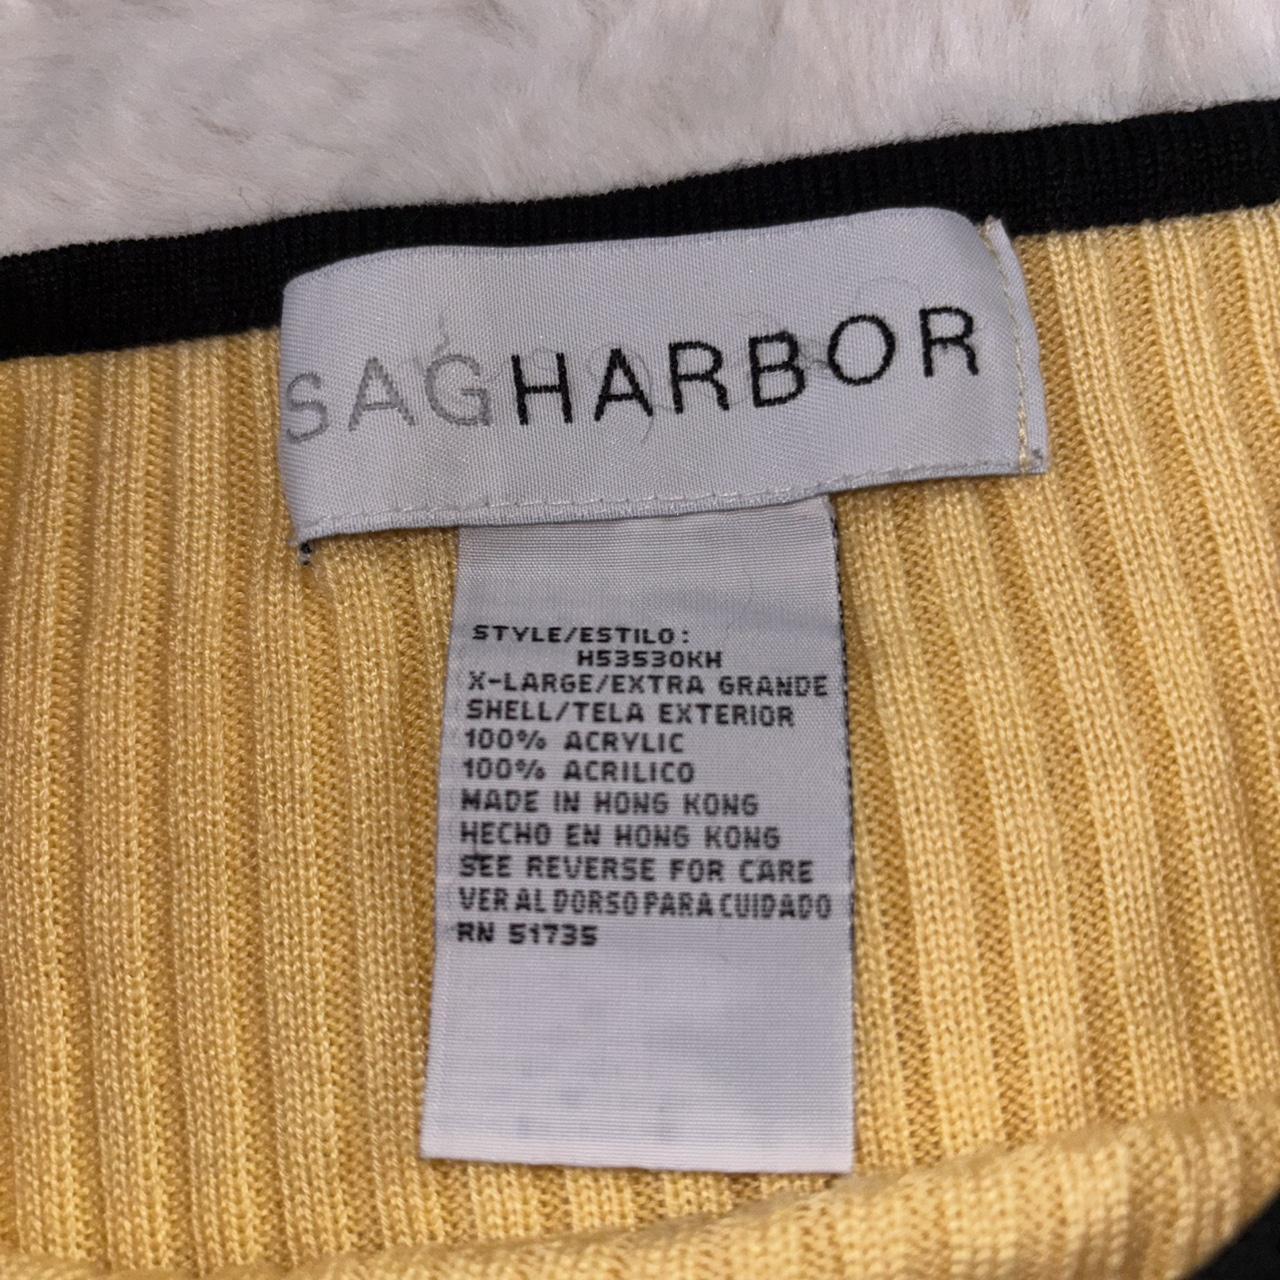 SAGHARBOR
STYLE/ESTILO:
H53530KH
X-LARGE/EXTRA GRANDE
SHELL/TELA EXTERIOR
100% ACRYLIC
100% ACRILICO
MADE IN HONG KONG
HECHO EN HONG KONG
SEE REVERSE FOR CARE
VER AL DORSO PARA CUIDADO
RN 51735